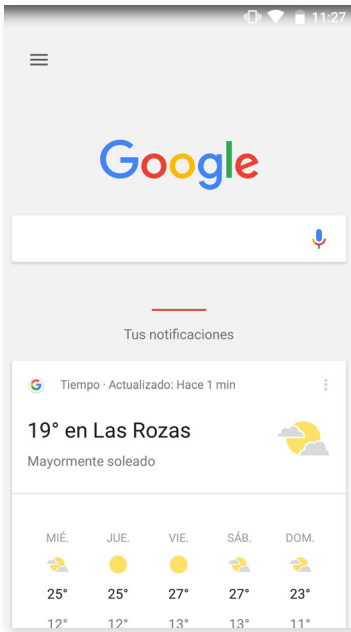 11:27
Google
Tus notificaciones
G Tiempo · Actualizado: Hace 1 min
19° en Las Rozas
Mayormente soleado
MIÉ. JUE. VIE. SÁB. DOM.
25° 25° 27° 27° 23°
12° 12° 13° 13° 11°